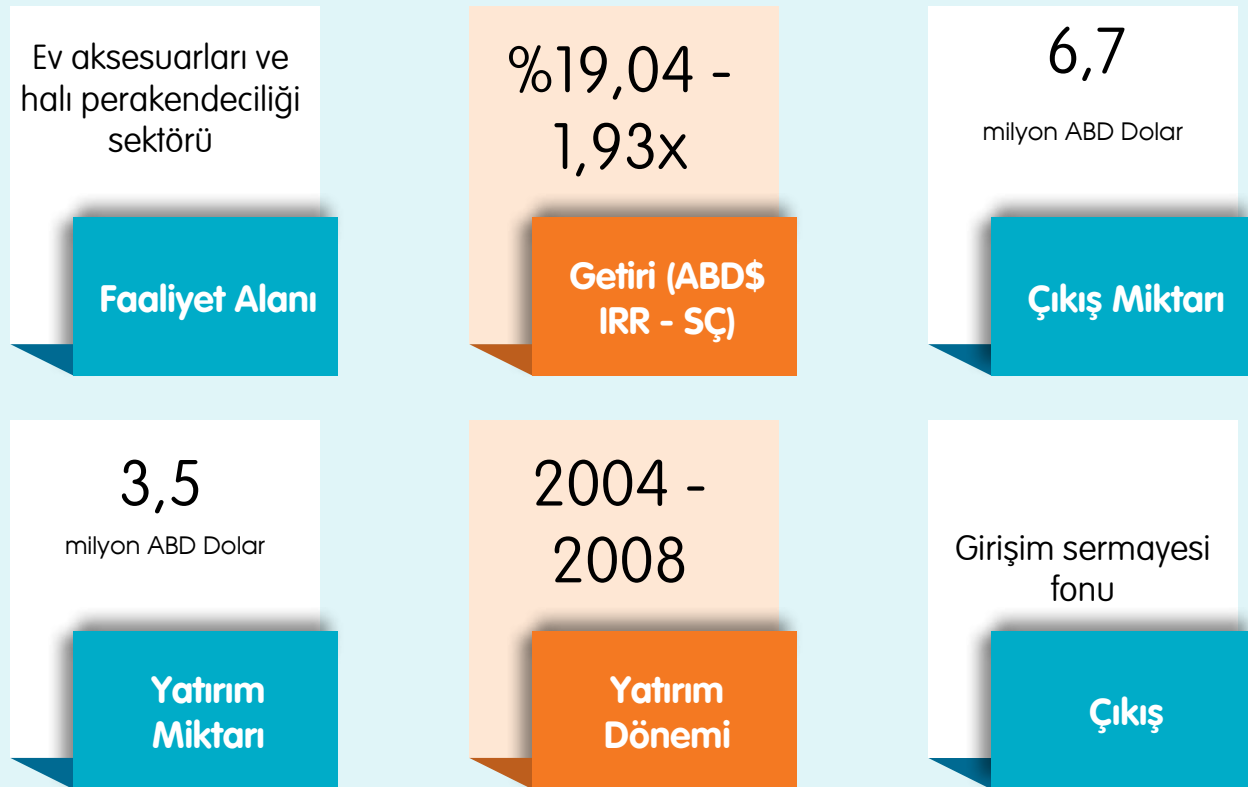 Ev aksesuarları ve
halı perakendeciliği
sektörü
Faaliyet Alanı
%19,04 -
1,93x
Getiri (ABD$
IRR - SÇ)
6,7
milyon ABD Dolar
Çıkış Miktarı
3,5
milyon ABD Dolar
Yatırım
Miktarı
2004 -
2008
Yatırım
Dönemi
Girişim sermayesi
fonu
Çıkış